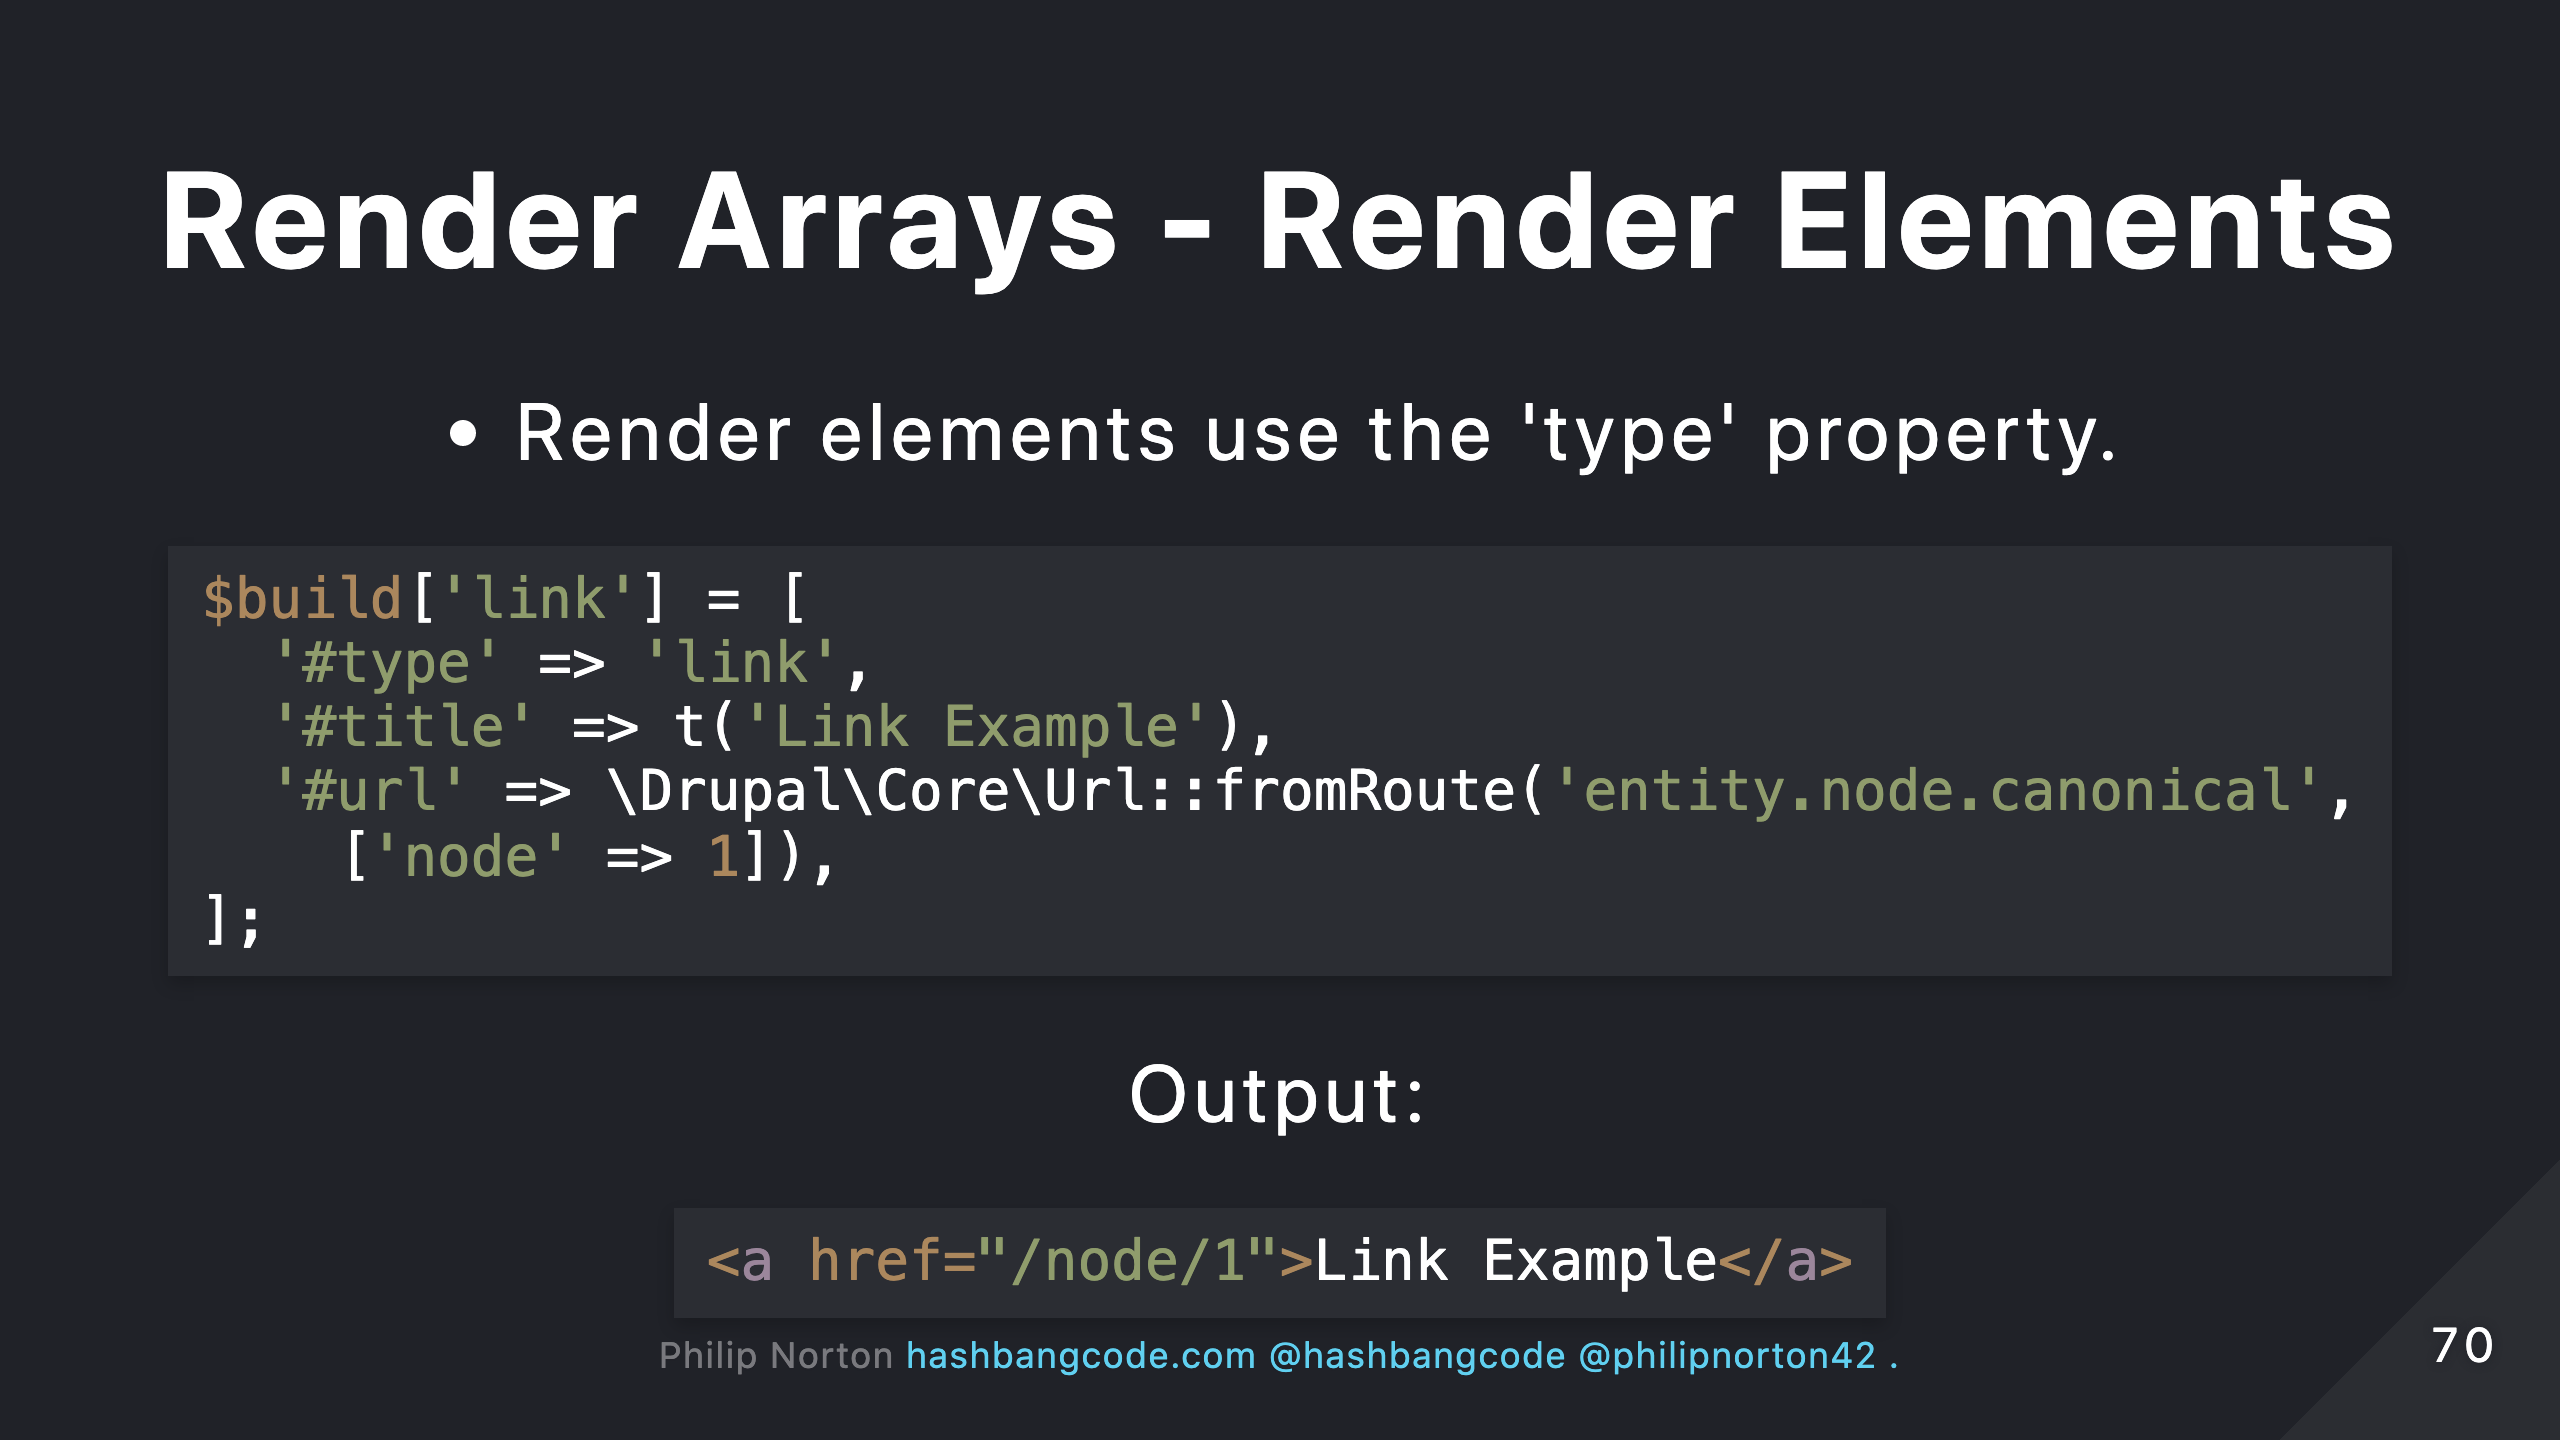 Render Arrays - Render Elements
• Render elements use the 'type' property.
$build['link'] = [
  '#type' => 'link',
  '#title' => t('Link Example'),
  '#url' => \Drupal\Core\Url::fromRoute('entity.node.canonical',
    ['node' => 1]),
];
Output:
<a href="/node/1">Link Example</a>
Philip Norton hashbangcode.com @hashbangcode @philipnorton42 .
70